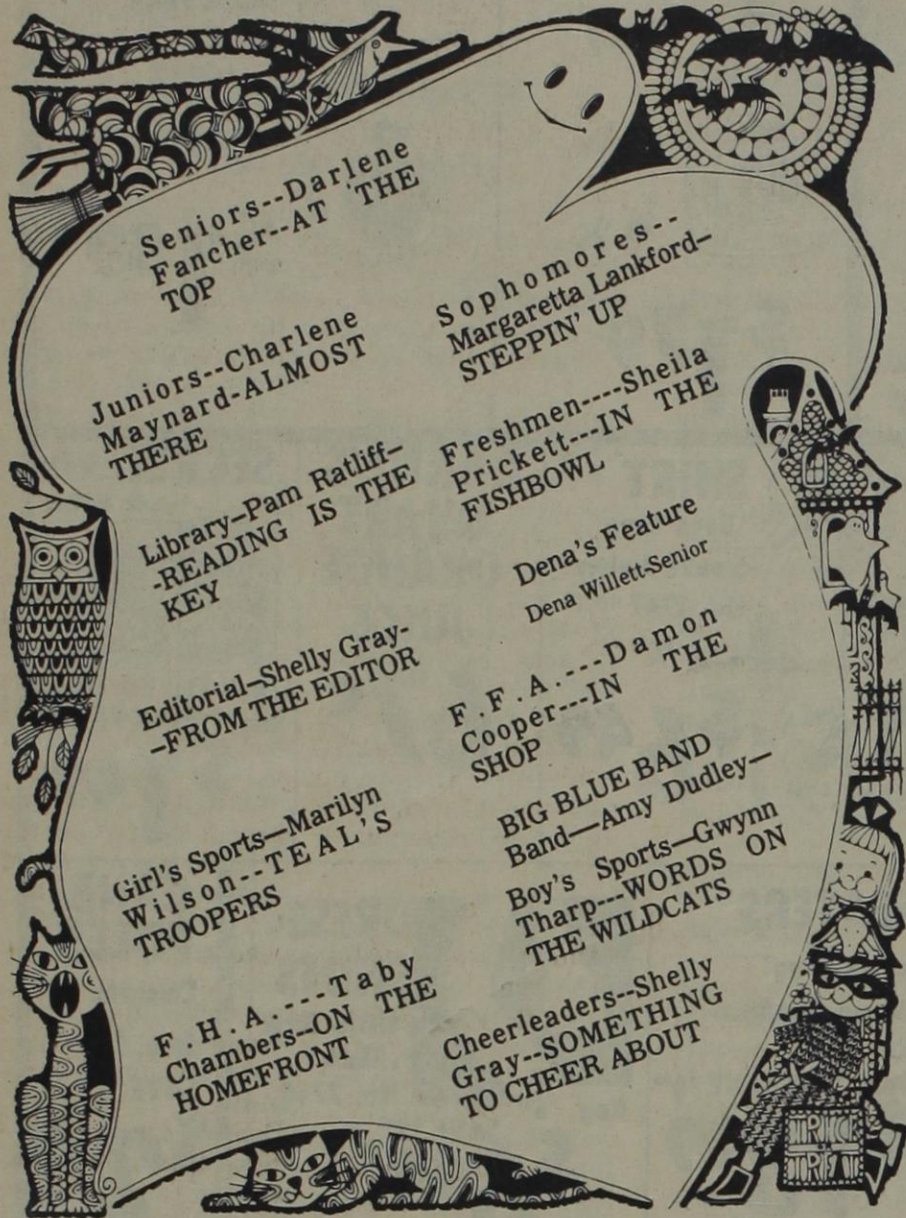 Seniors--Darlene
Fancher--AT 'THE
TOP
Juniors--Charlene
Maynard-ALMOST
THERE
Library–Pam Ratliff–
-READING IS THE
KEY
Editorial–Shelly Gray-
–FROM THE EDITOR
Girl's Sports—Marilyn
Wilson--TEAL'S
TROOPERS
F.H.A.---Taby
Chambers--ON THE
HOMEFRONT
Sophomores--
Margaretta Lankford–
STEPPIN' UP
Freshmen----Sheila
Prickett---IN THE
FISHBOWL
Dena's Feature
Dena Willett-Senior
F.F.A.---Damon
Cooper---IN THE
SHOP
BIG BLUE BAND
Band—Amy Dudley—
Boy's Sports—Gwynn
Tharp---WORDS ON
THE WILDCATS
Cheerleaders--Shelly
Gray--SOMETHING
TO CHEER ABOUT
TRICK
OR
TREAT